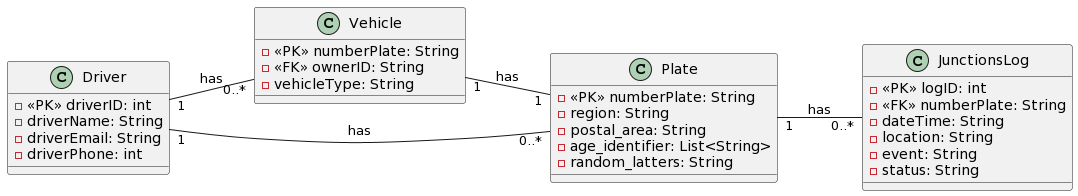 C Driver
«PK» driverID: int
driverName: String
driverEmail: String
driverPhone: int
has
1
0..*
C Vehicle
«PK» numberPlate: String
«FK» ownerID: String
vehicleType: String
has
1
1
has
1
0..*
C Plate
«PK» numberPlate: String
region: String
postal_area: String
age_identifier: List<String>
random_latters: String
has
1
0..*
C JunctionsLog
«PK» logID: int
«FK» numberPlate: String
dateTime: String
location: String
event: String
status: String